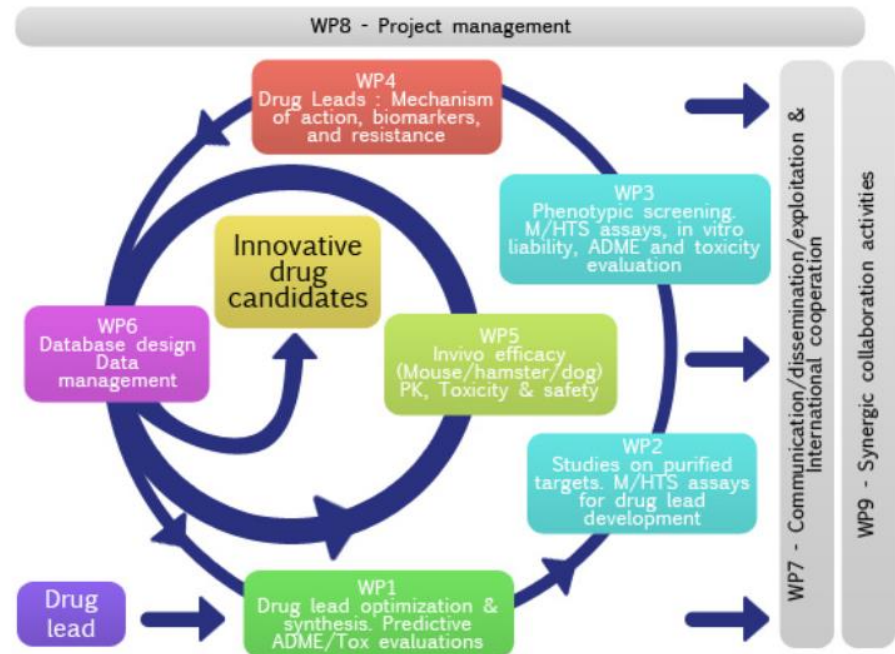 WP8 - Project management
WP4
Drug Leads : Mechanism
of action, biomarkers,
and resistance
WP3
Phenotypic screening.
M/HTS assays, in vitro
liability, ADME and toxicity
evaluation
Innovative
drug
candidates
WP6
Database design
Data
management
WP5
Invivo efficacy
(Mouse/hamster/dog)
PK, Toxicity & safety
WP2
Studies on purified
targets. M/HTS assays
for drug lead
development
Drug
lead
WP1
Drug lead optimization &
synthesis. Predictive
ADME/Tox evaluations
WP7 - Communication/dissemination/exploitation &
International cooperation
WP9 - Synergic collaboration activities